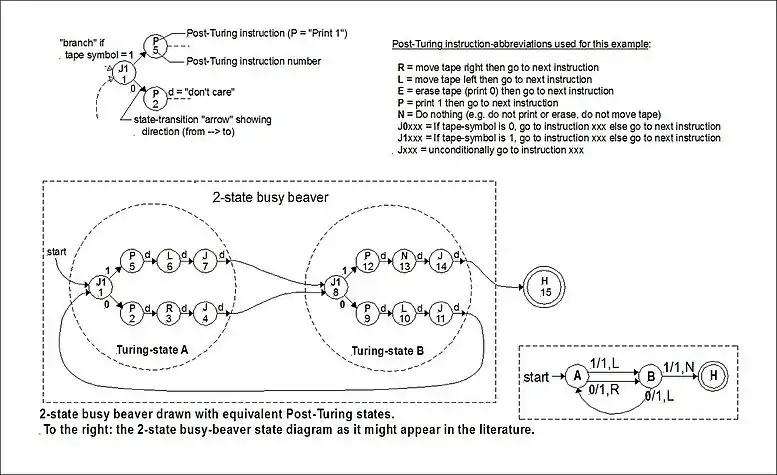 "branch" if
tape symbol = 1
P
5
Post-Turing instruction (P = "Print 1")
Post-Turing instruction number
J1
1
0
P
2
d = "don't care"
state-transition "arrow" showing
direction (from --> to)
Post-Turing instruction-abbreviations used for this example:
R = move tape right then go to next instruction
L = move tape left then go to next instruction
E = erase tape (print 0) then go to next instruction
P = print 1 then go to next instruction
N = Do nothing (e.g. do not print or erase, do not move tape)
J0xxx = If tape-symbol is 0, go to instruction xxx else go to next instruction
J1xxx = If tape-symbol is 1, go to instruction xxx else go to next instruction
Jxxx = unconditionally go to instruction xxx
2-state busy beaver
start
J1
1
1
P
5
d
L
6
d
J
7
d
0
P
2
d
R
3
d
J
4
d
Turing-state A
J1
8
1
P
12
d
N
13
d
J
14
d
0
P
9
d
L
10
d
J
11
d
Turing-state B
H
15
start
A
1/1,L
0/1,R
B
1/1,N
0/1,L
H
2-state busy beaver drawn with equivalent Post-Turing states.
To the right: the 2-state busy-beaver state diagram as it might appear in the literature.